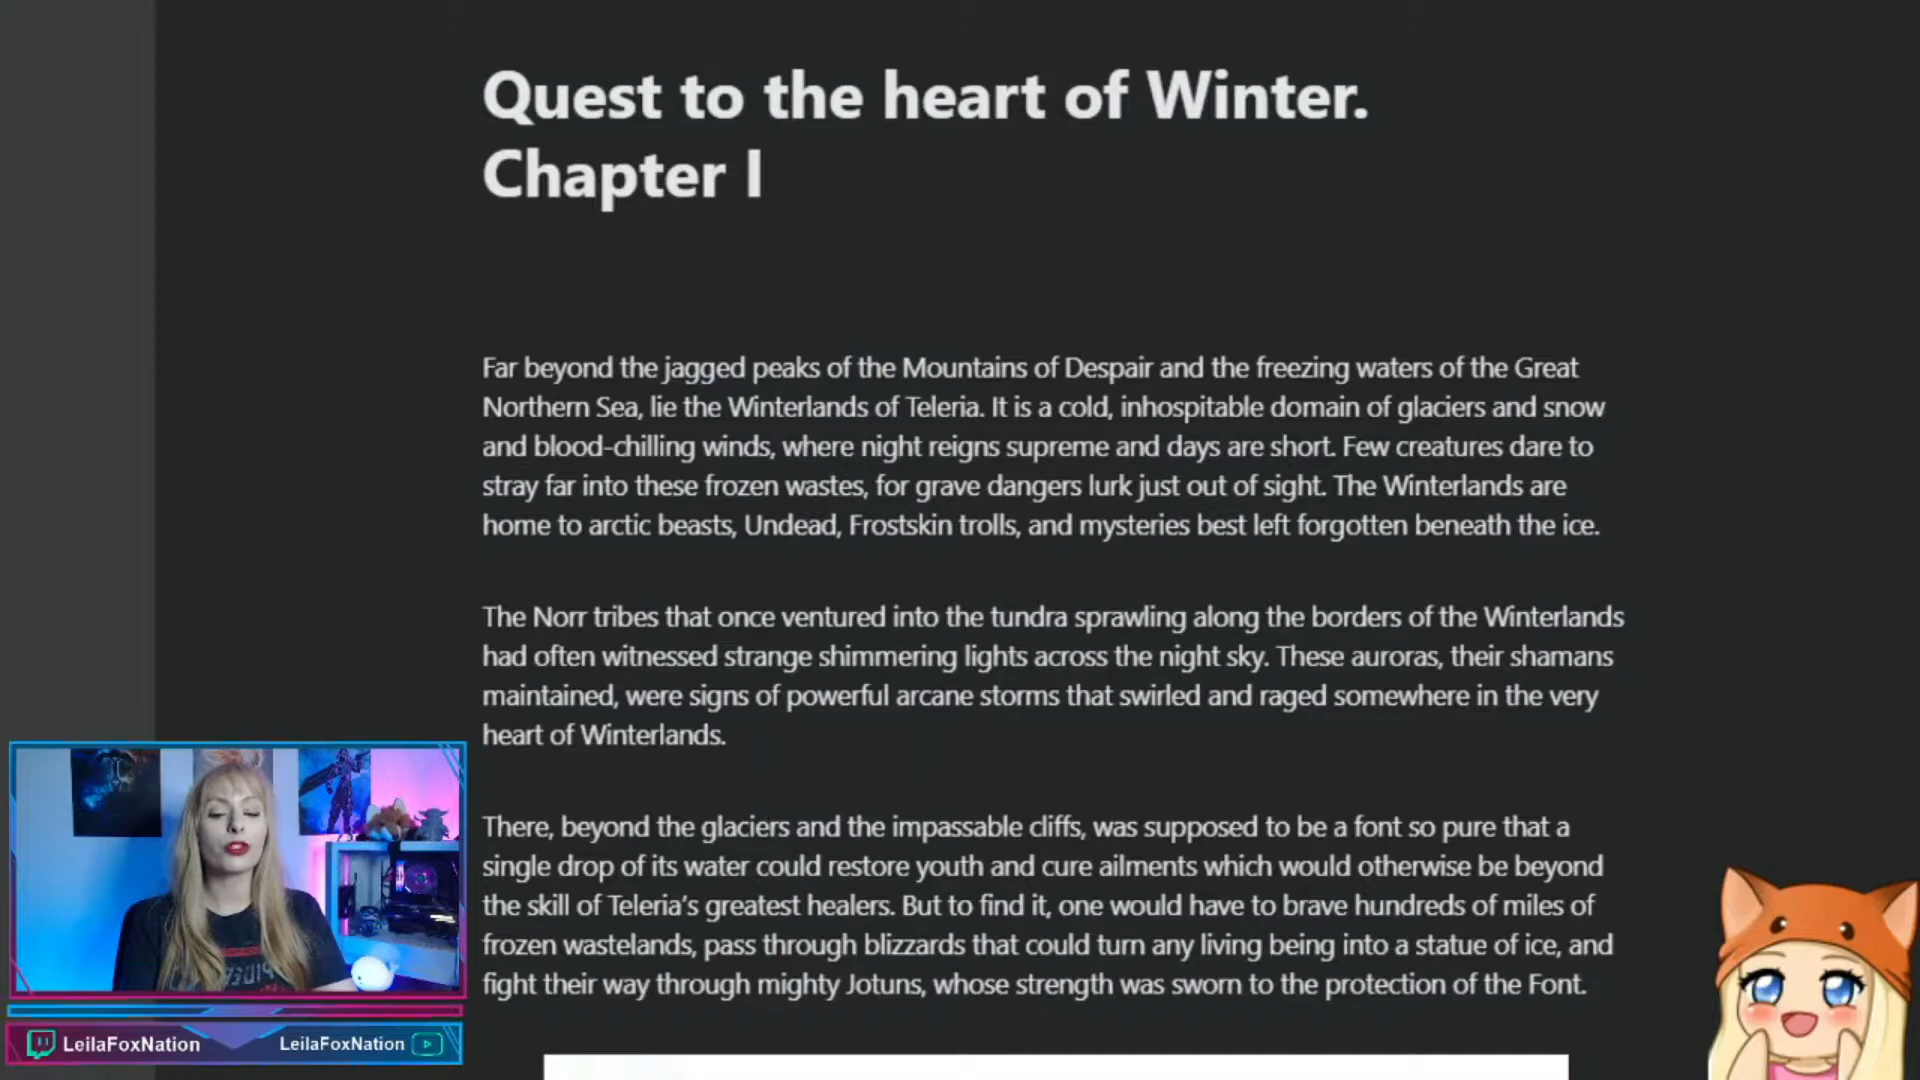 Quest to the heart of Winter.
Chapter I
Far beyond the jagged peaks of the Mountains of Despair and the freezing waters of the Great
Northern Sea, lie the Winterlands of Teleria. It is a cold, inhospitable domain of glaciers and snow
and blood-chilling winds, where night reigns supreme and days are short. Few creatures dare to
stray far into these frozen wastes, for grave dangers lurk just out of sight. The Winterlands are
home to arctic beasts, Undead, Frostskin trolls, and mysteries best left forgotten beneath the ice.
The Norr tribes that once ventured into the tundra sprawling along the borders of the Winterlands
had often witnessed strange shimmering lights across the night sky. These auroras, their shamans
maintained, were signs of powerful arcane storms that swirled and raged somewhere in the very
heart of Winterlands.
There, beyond the glaciers and the impassable cliffs, was supposed to be a font so pure that a
single drop of its water could restore youth and cure ailments which would otherwise be beyond
the skill of Teleria's greatest healers. But to find it, one would have to brave hundreds of miles of
frozen wastelands, pass through blizzards that could turn any living being into a statue of ice, and
fight their way through mighty Jotuns, whose strength was sworn to the protection of the Font.
LeilaFoxNation
LeilaFoxNation